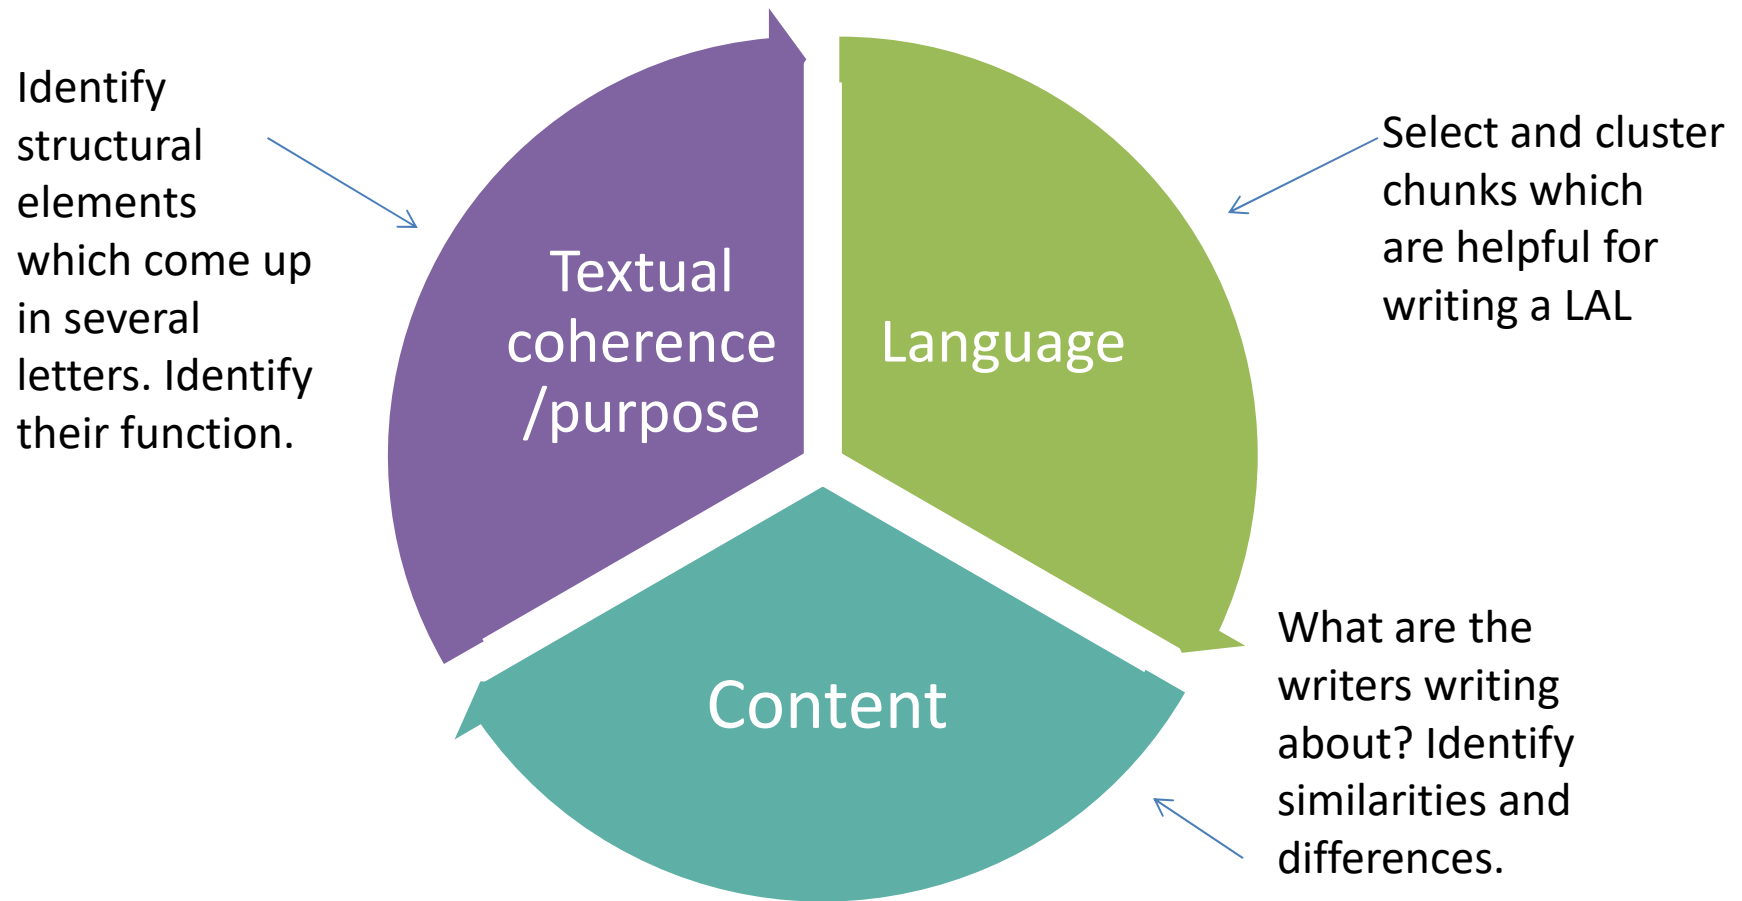 Identify
structural
elements
which come up
in several
letters. Identify
their function.
Textual
coherence
/purpose
Language
Select and cluster
chunks which
are helpful for
writing a LAL
Content
What are the
writers writing
about? Identify
similarities and
differences.